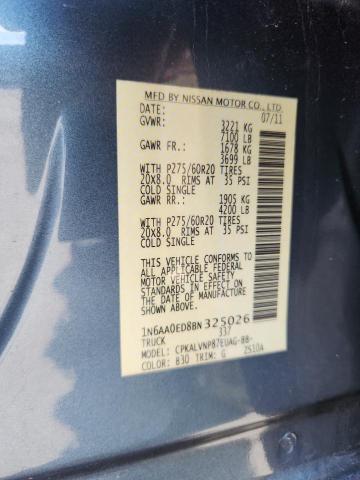 MFD BY NISSAN MOTOR CO., LTD.
DATE: 07/11
GVWR: 3221 KG
7100 LB
GAWR FR.: 1678 KG
3699 LB
WITH P275/60R20 TIRES
20X8.0 RIMS AT 35 PSI
COLD SINGLE
GAWR RR.: 1905 KG
4200 LB
WITH P275/60R20 TIRES
20X8.0 RIMS AT 35 PSI
COLD SINGLE
THIS VEHICLE CONFORMS TO
ALL APPLICABLE FEDERAL
MOTOR VEHICLE SAFETY
STANDARDS IN EFFECT ON
THE DATE OF MANUFACTURE
SHOWN ABOVE.
1N6AA0ED8BN325026
TRUCK 337
MODEL: CPKALVNP87EUAG-BB-
COLOR: B30 TRIM: G 2510A